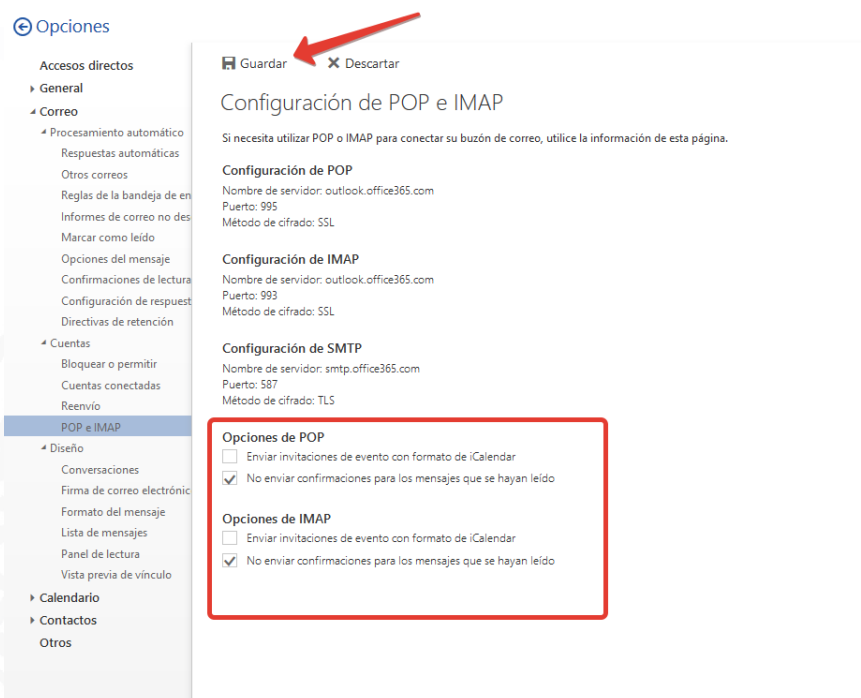 Opciones
Accesos directos
General
Correo
Procesamiento automático
Respuestas automáticas
Otros correos
Reglas de la bandeja de en
Informes de correo no des
Marcar como leído
Opciones del mensaje
Confirmaciones de lectura
Configuración de respuest
Directivas de retención
Cuentas
Bloquear o permitir
Cuentas conectadas
Reenvío
POP e IMAP
Diseño
Conversaciones
Firma de correo electrónic
Formato del mensaje
Lista de mensajes
Panel de lectura
Vista previa de vínculo
Calendario
Contactos
Otros
Guardar Descartar
Configuración de POP e IMAP
Si necesita utilizar POP o IMAP para conectar su buzón de correo, utilice la información de esta página.
Configuración de POP
Nombre de servidor: outlook.office365.com
Puerto: 995
Método de cifrado: SSL
Configuración de IMAP
Nombre de servidor: outlook.office365.com
Puerto: 993
Método de cifrado: SSL
Configuración de SMTP
Nombre de servidor: smtp.office365.com
Puerto: 587
Método de cifrado: TLS
Opciones de POP
Enviar invitaciones de evento con formato de iCalendar
No enviar confirmaciones para los mensajes que se hayan leído
Opciones de IMAP
Enviar invitaciones de evento con formato de iCalendar
No enviar confirmaciones para los mensajes que se hayan leído